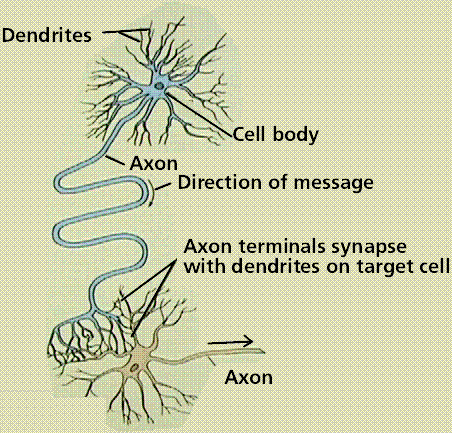 Dendrites
Cell body
Axon
Direction of message
Axon terminals synapse
with dendrites on target cell
Axon